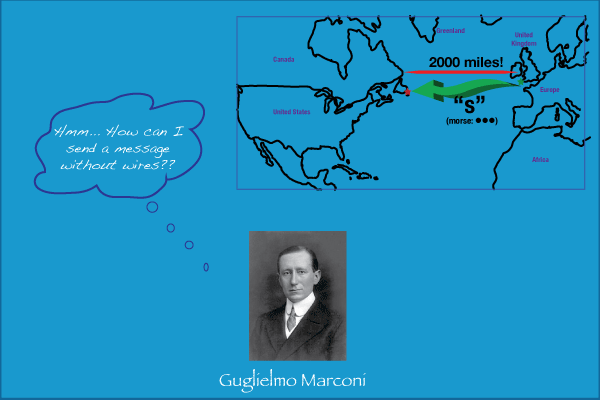 Greenland
United
Kingdom
Canada
2000 miles!
Europe
"S"
United States
(morse: ●●●)
Africa
Hmm... How can I
send a message
without wires??
Guglielmo Marconi